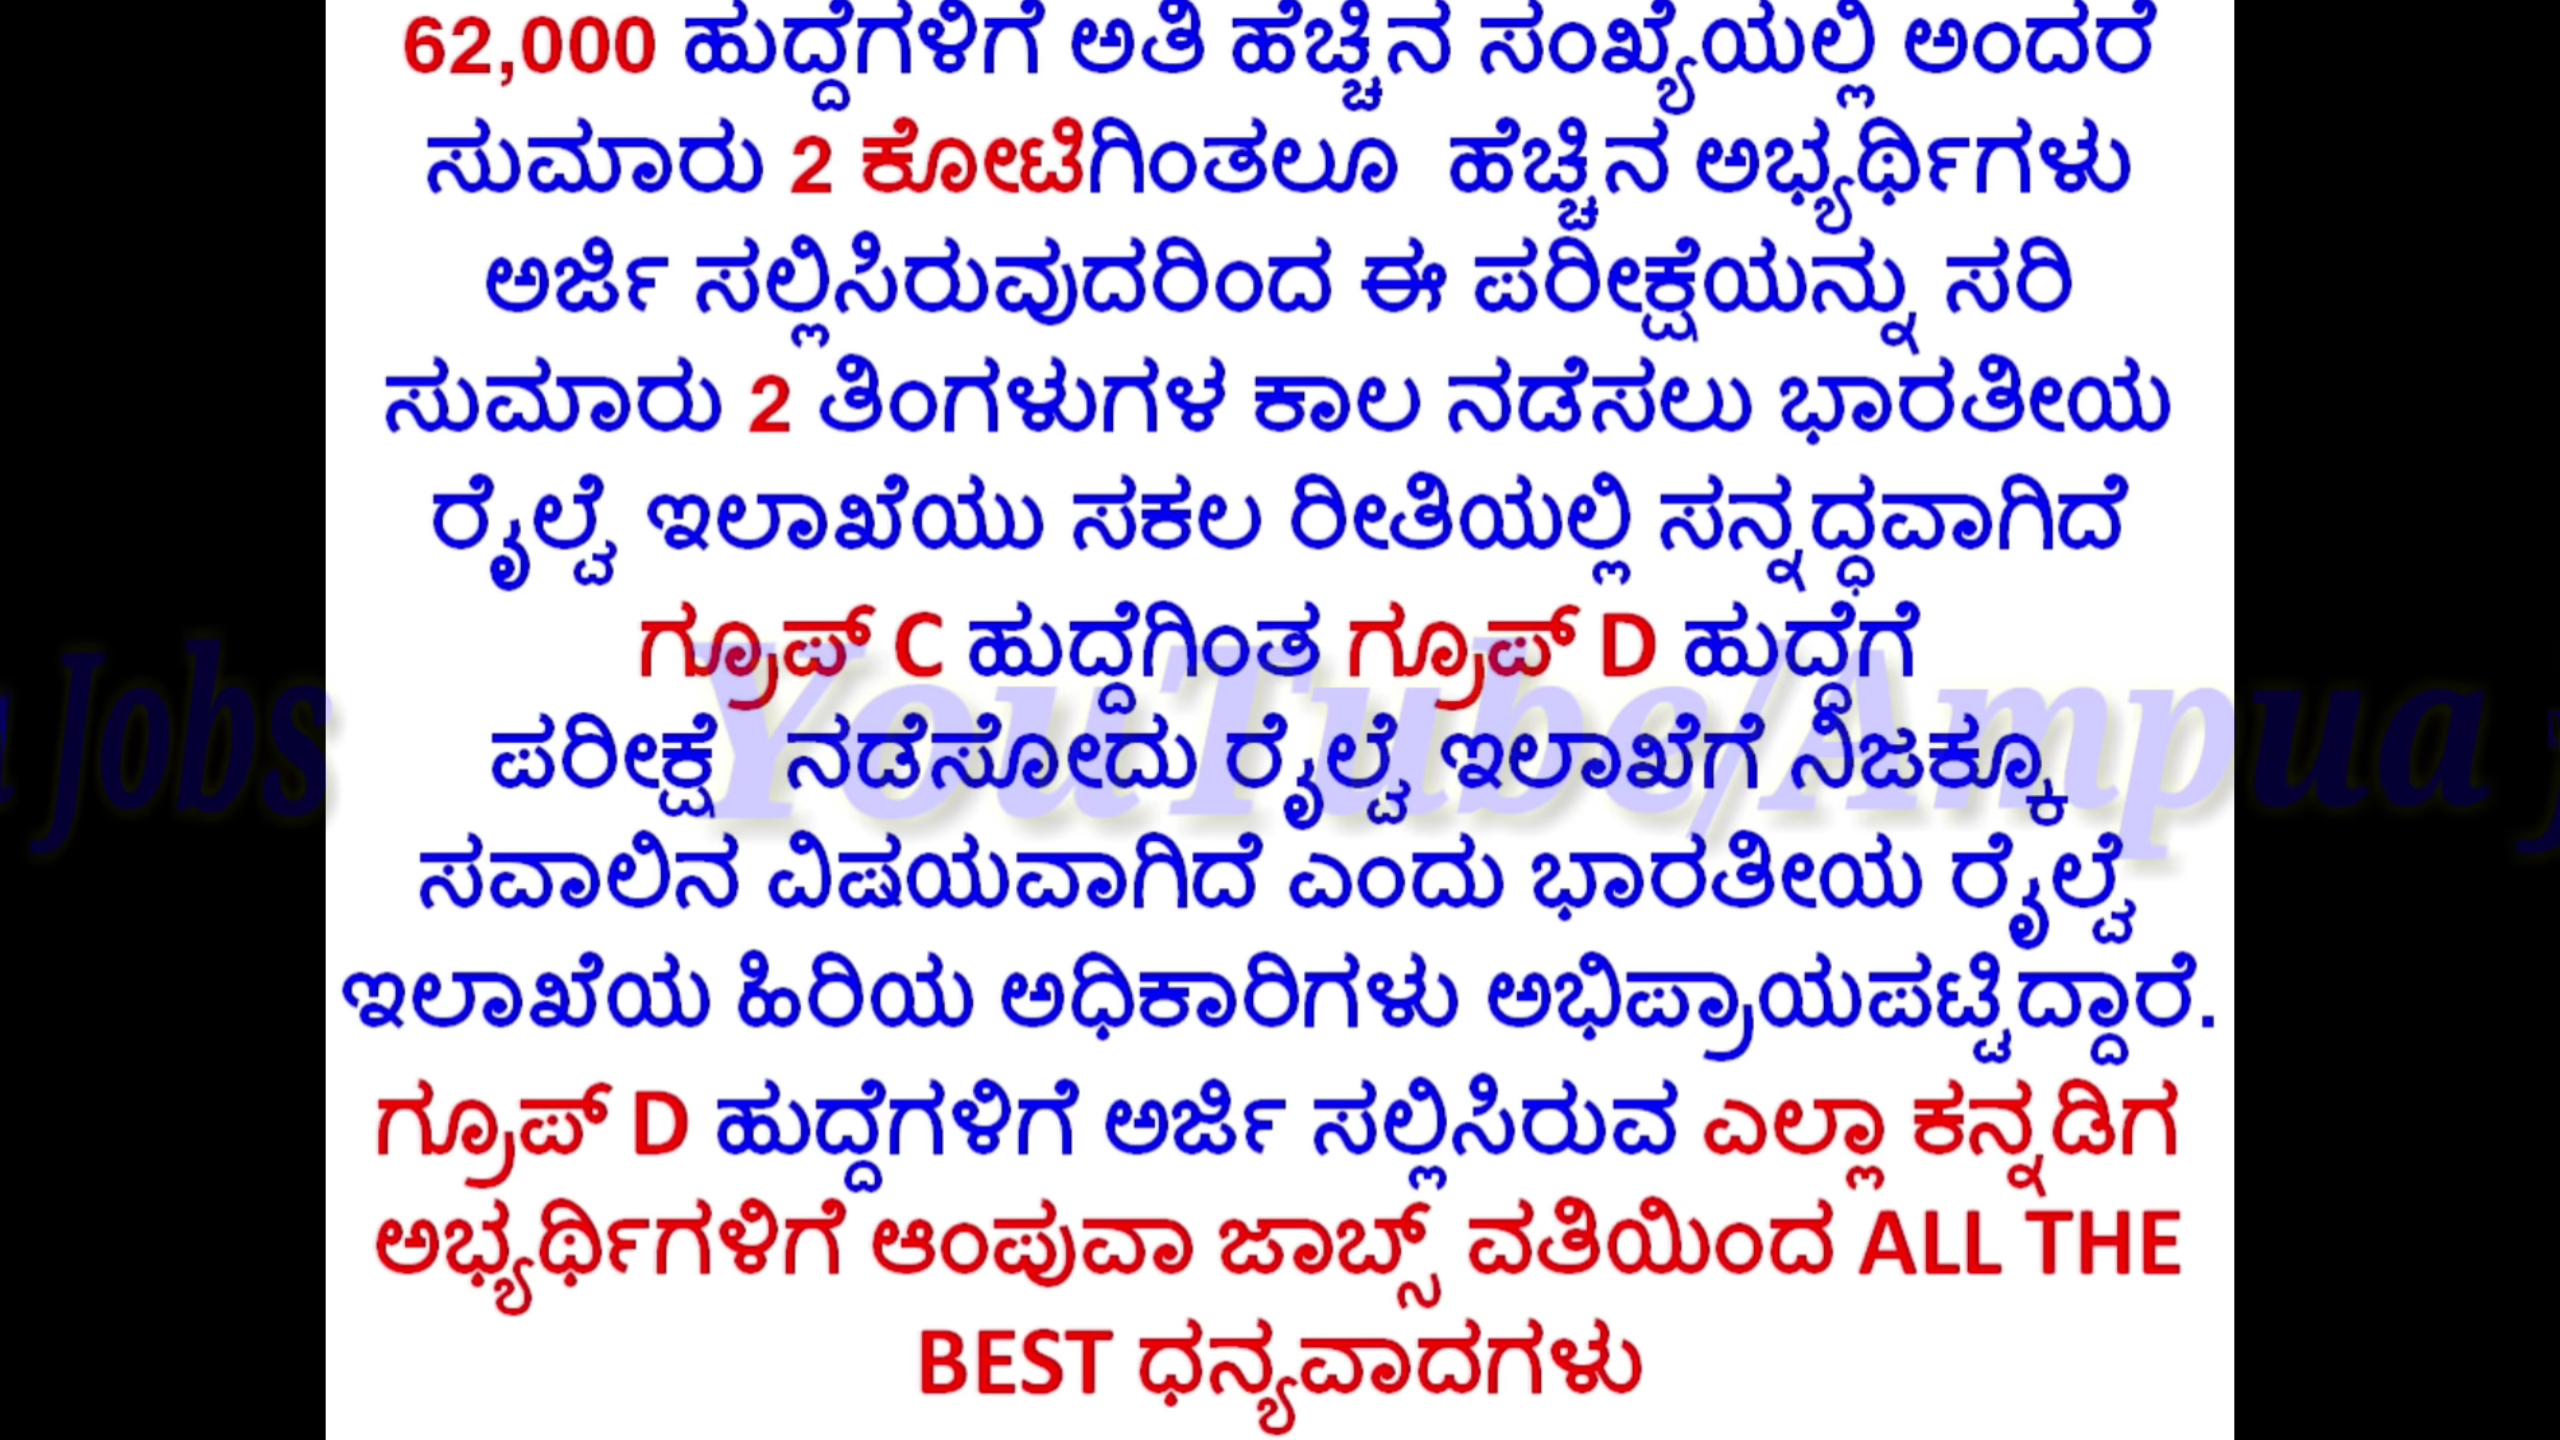 62,000 ಹುದ್ದೆಗಳಿಗೆ ಅತಿ ಹೆಚ್ಚಿನ ಸಂಖ್ಯೆಯಲ್ಲಿ ಅಂದರೆ
ಸುಮಾರು 2 ಕೋಟಿಗಿಂತಲೂ ಹೆಚ್ಚಿನ ಅಭ್ಯರ್ಥಿಗಳು
ಅರ್ಜಿ ಸಲ್ಲಿಸಿರುವುದರಿಂದ ಈ ಪರೀಕ್ಷೆಯನ್ನು ಸರಿ
ಸುಮಾರು 2 ತಿಂಗಳುಗಳ ಕಾಲ ನಡೆಸಲು ಭಾರತೀಯ
ರೈಲ್ವೆ ಇಲಾಖೆಯು ಸಕಲ ರೀತಿಯಲ್ಲಿ ಸನ್ನದ್ಧವಾಗಿದೆ
ಗ್ರೂಪ್ C ಹುದ್ದೆಗಿಂತ ಗ್ರೂಪ್ D ಹುದ್ದೆಗೆ
ಪರೀಕ್ಷೆ ನಡೆಸೋದು ರೈಲ್ವೆ ಇಲಾಖೆಗೆ ನಿಜಕ್ಕೂ
ಸವಾಲಿನ ವಿಷಯವಾಗಿದೆ ಎಂದು ಭಾರತೀಯ ರೈಲ್ವೆ
ಇಲಾಖೆಯ ಹಿರಿಯ ಅಧಿಕಾರಿಗಳು ಅಭಿಪ್ರಾಯಪಟ್ಟಿದ್ದಾರೆ.
ಗ್ರೂಪ್ D ಹುದ್ದೆಗಳಿಗೆ ಅರ್ಜಿ ಸಲ್ಲಿಸಿರುವ ಎಲ್ಲಾ ಕನ್ನಡಿಗ
ಅಭ್ಯರ್ಥಿಗಳಿಗೆ ಆಂಪುವಾ ಜಾಬ್ಸ್ ವತಿಯಿಂದ ALL THE
BEST ಧನ್ಯವಾದಗಳು
Jobs YouTube/Ampua